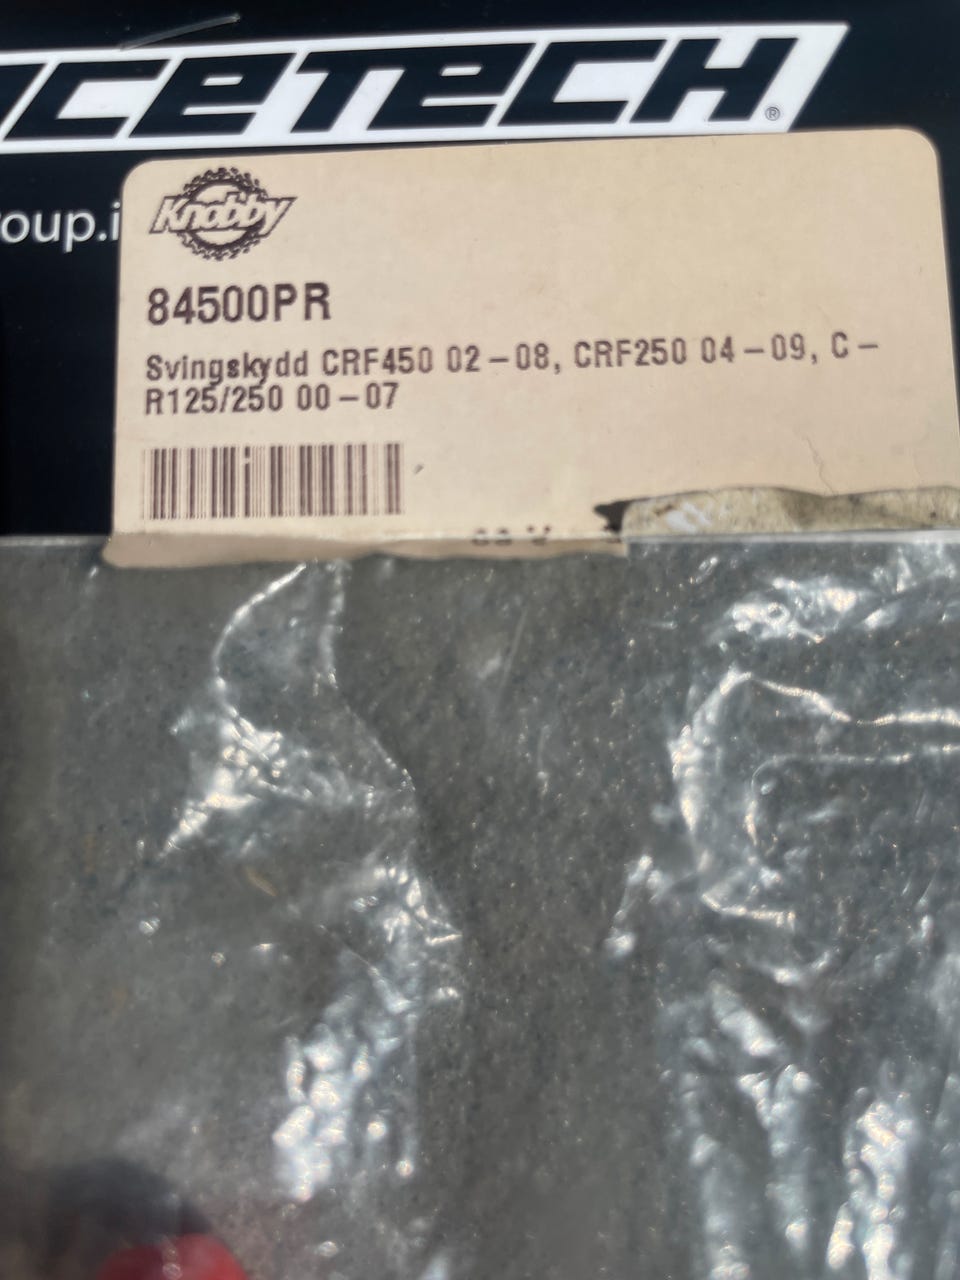 CETECH®
oup.i
Knobby
84500PR
Svingskydd CRF450 02-08, CRF250 04-09, C-
R125/250 00-07